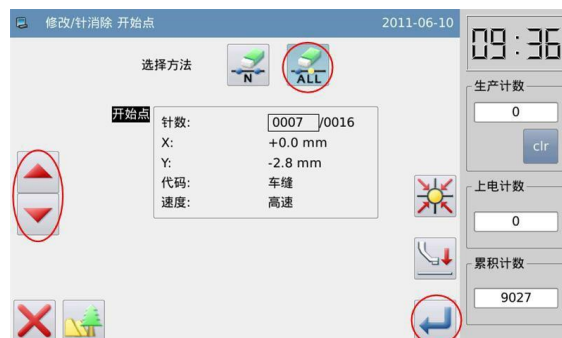 修改/针消除 开始点 2011-06-10
09:36
选择方法
N
ALL
开始点
针数: 0007 /0016
X: +0.0 mm
Y: -2.8 mm
代码: 车缝
速度: 高速
生产计数
0
clr
上电计数
0
累积计数
9027